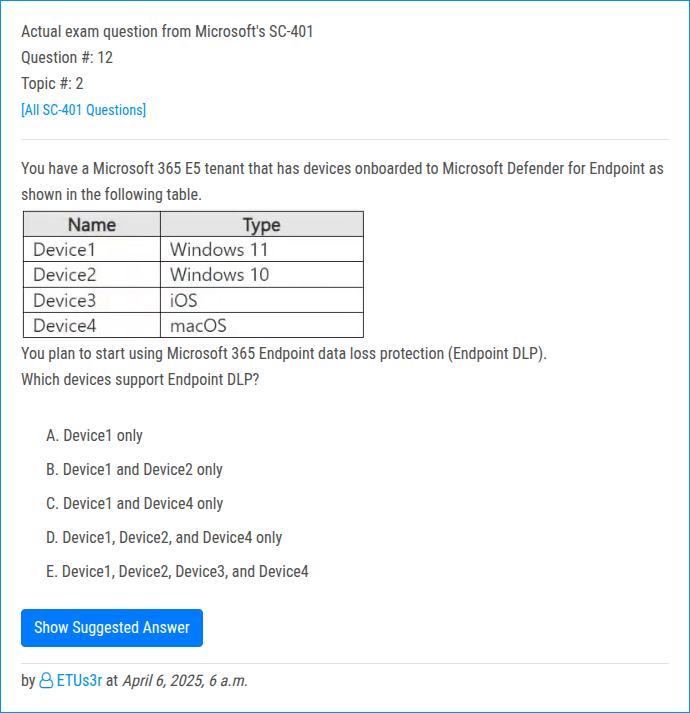 Actual exam question from Microsoft's SC-401
Question #: 12
Topic #: 2
[All SC-401 Questions]
You have a Microsoft 365 E5 tenant that has devices onboarded to Microsoft Defender for Endpoint as
shown in the following table.
Name Type
Device1 Windows 11
Device2 Windows 10
Device3 iOS
Device4 macOS
You plan to start using Microsoft 365 Endpoint data loss protection (Endpoint DLP).
Which devices support Endpoint DLP?
A. Device1 only
B. Device1 and Device2 only
C. Device1 and Device4 only
D. Device1, Device2, and Device4 only
E. Device1, Device2, Device3, and Device4
Show Suggested Answer
by ETUs3r at April 6, 2025, 6 a.m.